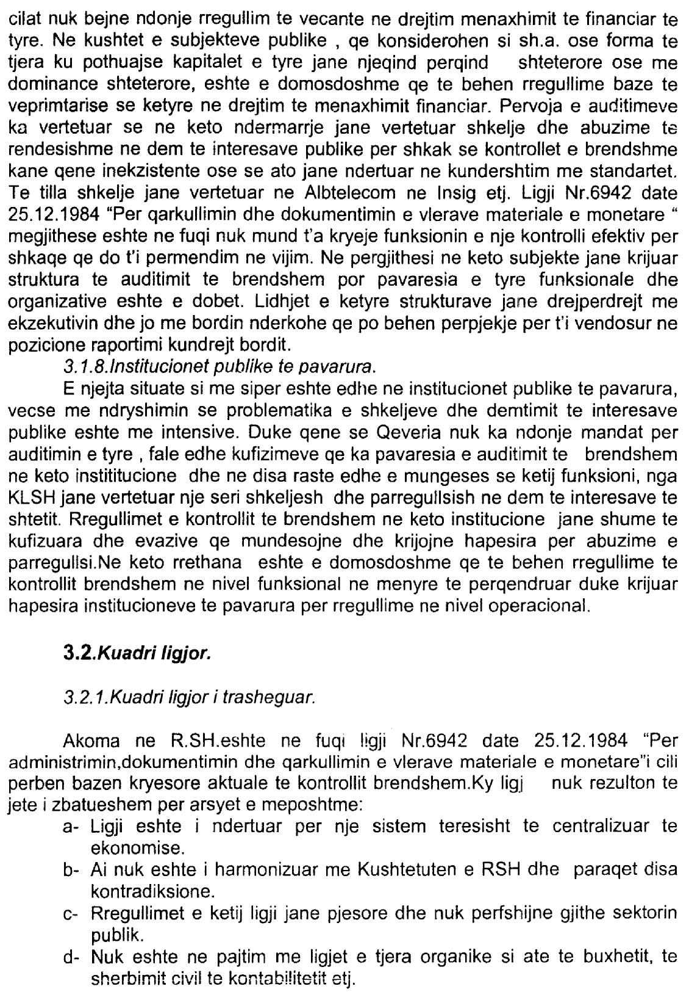 cilat nuk bejne ndonje rregullim te vecante ne drejtim menaxhimit te financiar te
tyre. Ne kushtet e subjekteve publike , qe konsiderohen si sh.a. ose forma te
tjera ku pothuajse kapitalet e tyre jane njeqind perqind shteterore ose me
dominance shteterore, eshte e domosdoshme qe te behen rregullime baze te
veprimtarise se ketyre ne drejtim te menaxhimit financiar. Pervoja e auditimeve
ka vertetuar se ne keto ndermarrje jane vertetuar shkelje dhe abuzime te
rendesishme ne dem te interesave publike per shkak se kontrollet e brendshme
kane qene inekzistente ose se ato jane ndertuar ne kundershtim me standartet.
Te tilla shkelje jane vertetuar ne Albtelecom ne Insig etj. Ligji Nr.6942 date
25.12.1984 “Per qarkullimin dhe dokumentimin e vlerave materiale e monetare “
megjithese eshte ne fuqi nuk mund t’a kryeje funksionin e nje kontrolli efektiv per
shkaqe qe do t’i permendim ne vijim. Ne pergjithesi ne keto subjekte jane krijuar
struktura te auditimit te brendshem por pavaresia e tyre funksionale dhe
organizative eshte e dobet. Lidhjet e ketyre strukturave jane drejperdrejt me
ekzekutivin dhe jo me bordin nderkohe qe po behen perpjekje per t’i vendosur ne
pozicione raportimi kundrejt bordit.
3.1.8.Institucionet publike te pavarura.
E njejta situate si me siper eshte edhe ne institucionet publike te pavarura,
vecse me ndryshimin se problematika e shkeljeve dhe demtimit te interesave
publike eshte me intensive. Duke qene se Qeveria nuk ka ndonje mandat per
auditimin e tyre , fale edhe kufizimeve qe ka pavaresia e auditimit te brendshem
ne keto instititucione dhe ne disa raste edhe e mungeses se ketij funksioni, nga
KLSH jane vertetuar nje seri shkeljesh dhe parregullsish ne dem te interesave te
shtetit. Rregullimet e kontrollit te brendshem ne keto institucione jane shume te
kufizuara dhe evazive qe mundesojne dhe krijojne hapesira per abuzime e
parregullsi.Ne keto rrethana eshte e domosdoshme qe te behen rregullime te
kontrollit brendshem ne nivel funksional ne menyre te perqendruar duke krijuar
hapesira institucioneve te pavarura per rregullime ne nivel operacional.
3.2.Kuadri ligjor.
3.2.1.Kuadri ligjor i trasheguar.
Akoma ne R.SH.eshte ne fuqi ligji Nr.6942 date 25.12.1984 “Per
administrimin,dokumentimin dhe qarkullimin e vlerave materiale e monetare”i cili
perben bazen kryesore aktuale te kontrollit brendshem.Ky ligj nuk rezulton te
jete i zbatueshem per arsyet e meposhtme:
a- Ligji eshte i ndertuar per nje sistem teresisht te centralizuar te
ekonomise.
b- Ai nuk eshte i harmonizuar me Kushtetuten e RSH dhe paraqet disa
kontradiksione.
c- Rregullimet e ketij ligji jane pjesore dhe nuk perfshijne gjithe sektorin
publik.
d- Nuk eshte ne pajtim me ligjet e tjera organike si ate te buxhetit, te
sherbimit civil te kontabilitetit etj.